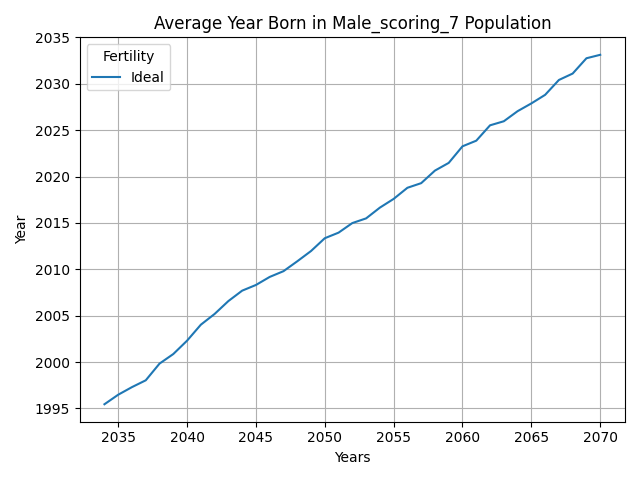 Average Year Born in Male_scoring_7 Population
Fertility
Ideal
2035
2030
2025
2020
2015
2010
2005
2000
1995
Year
2035 2040 2045 2050 2055 2060 2065 2070
Years